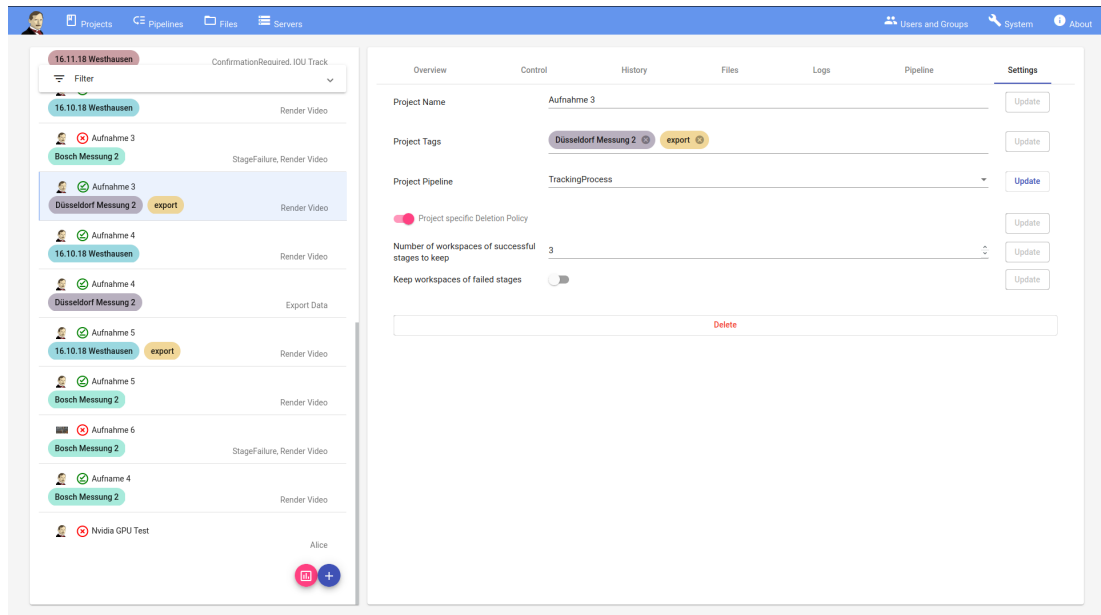 Projects Pipelines Files Servers Users and Groups System About
16.11.18 Westhausen
ConfirmationRequired, IOU Track
Filter
16.10.18 Westhausen
Render Video
Aufnahme 3
Bosch Messung 2
StageFailure, Render Video
Aufnahme 3
Düsseldorf Messung 2 export
Render Video
Aufnahme 4
16.10.18 Westhausen
Render Video
Aufnahme 4
Düsseldorf Messung 2
Export Data
Aufnahme 5
16.10.18 Westhausen export
Render Video
Aufnahme 5
Bosch Messung 2
Render Video
Aufnahme 6
Bosch Messung 2
StageFailure, Render Video
Aufname 4
Bosch Messung 2
Render Video
Nvidia GPU Test
Alice
Overview Control History Files Logs Pipeline Settings
Project Name Aufnahme 3 Update
Project Tags Düsseldorf Messung 2 export Update
Project Pipeline TrackingProcess Update
Project specific Deletion Policy Update
Number of workspaces of successful
stages to keep 3 Update
Keep workspaces of failed stages Update
Delete